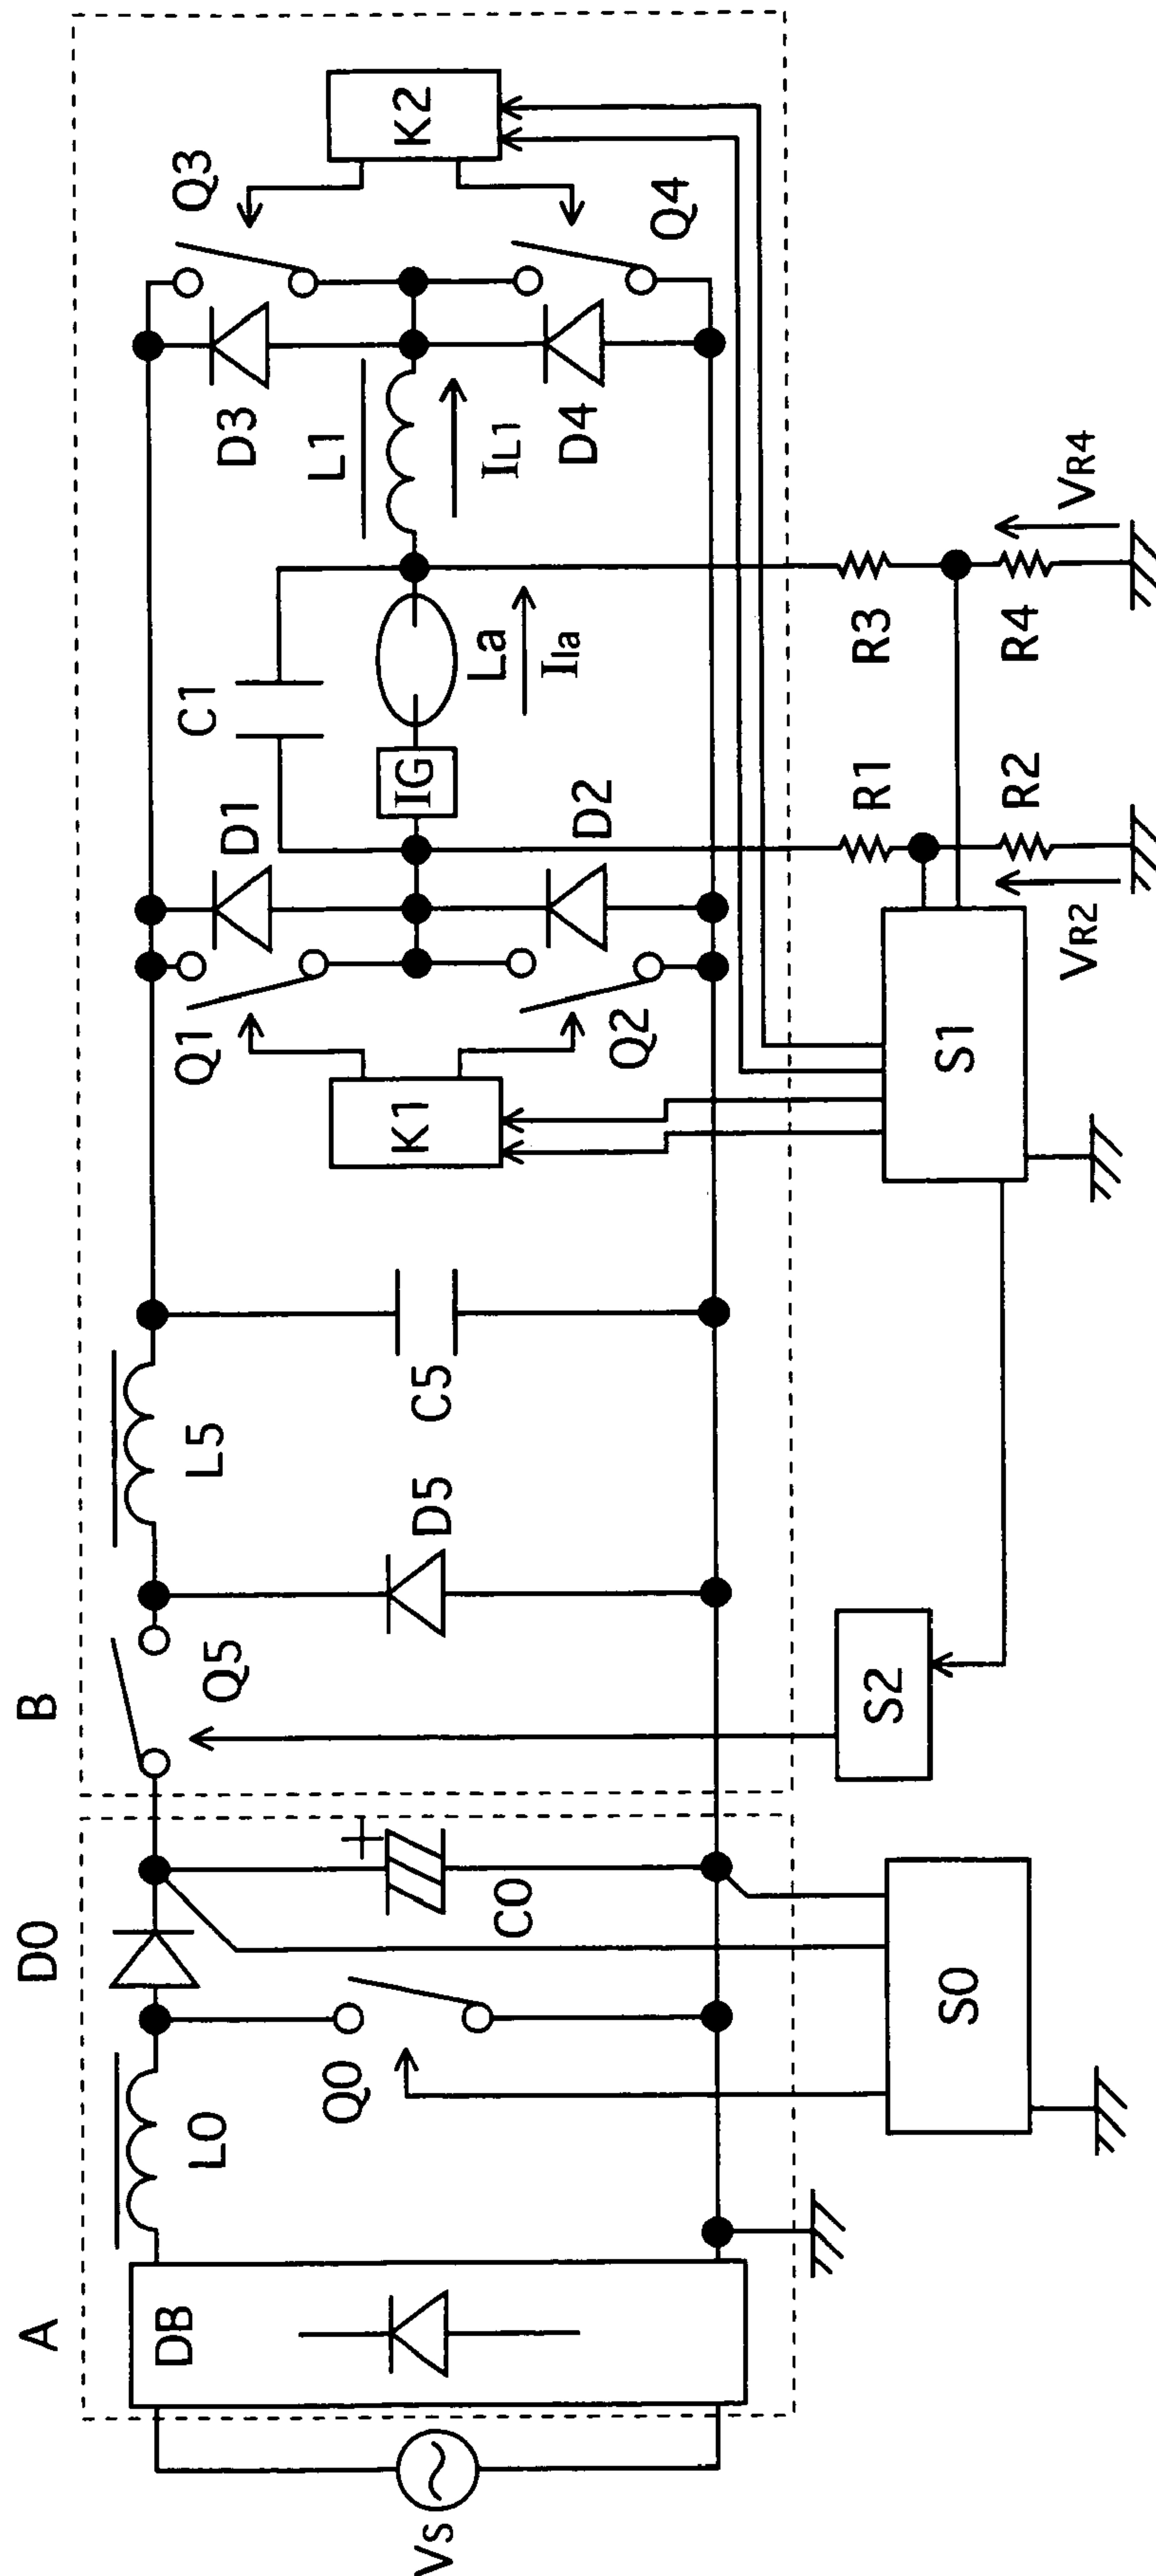 A
B
Vs
DB
L0
D0
Q0
C0
S0
Q5
L5
D5
C5
S2
K1
Q1
Q2
D1
D2
C1
IG
La
Ila
L1
IL1
D3
D4
Q3
Q4
K2
S1
R1
R2
VR2
R3
R4
VR4
+